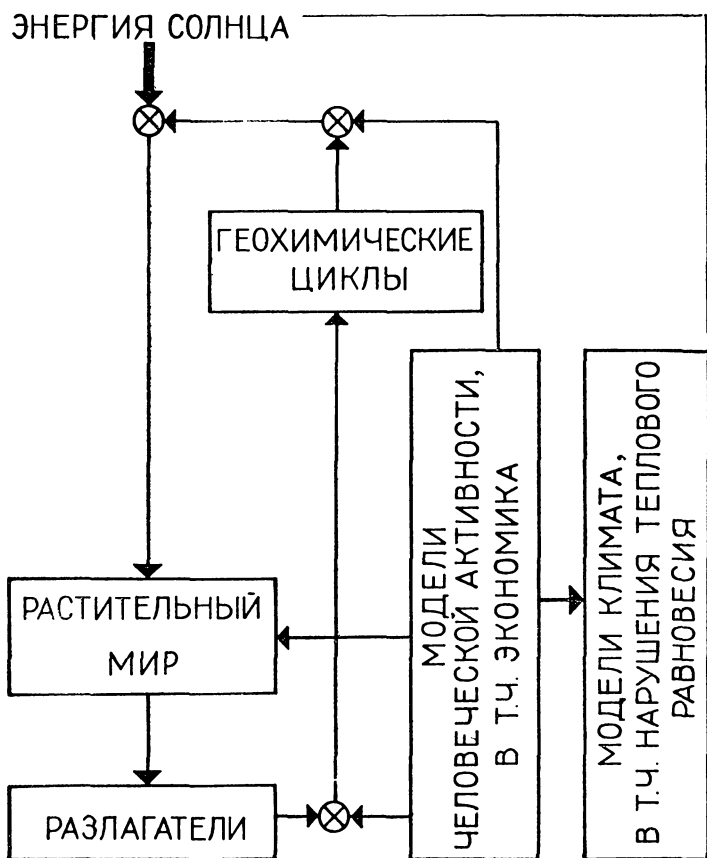 ЭНЕРГИЯ СОЛНЦА
ГЕОХИМИЧЕСКИЕ
ЦИКЛЫ
РАСТИТЕЛЬНЫЙ
МИР
РАЗЛАГАТЕЛИ
МОДЕЛИ
ЧЕЛОВЕЧЕСКОЙ АКТИВНОСТИ,
В Т.Ч. ЭКОНОМИКА
МОДЕЛИ КЛИМАТА,
В Т.Ч. НАРУШЕНИЯ ТЕПЛОВОГО
РАВНОВЕСИЯ